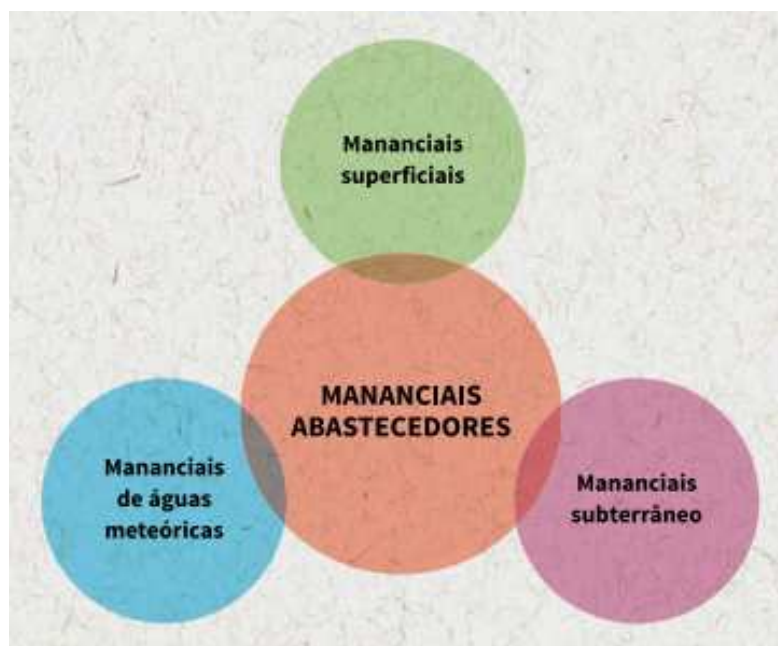 Mananciais
superficiais
MANANCIAIS
ABASTECEDORES
Mananciais
de águas
meteóricas
Mananciais
subterrâneo